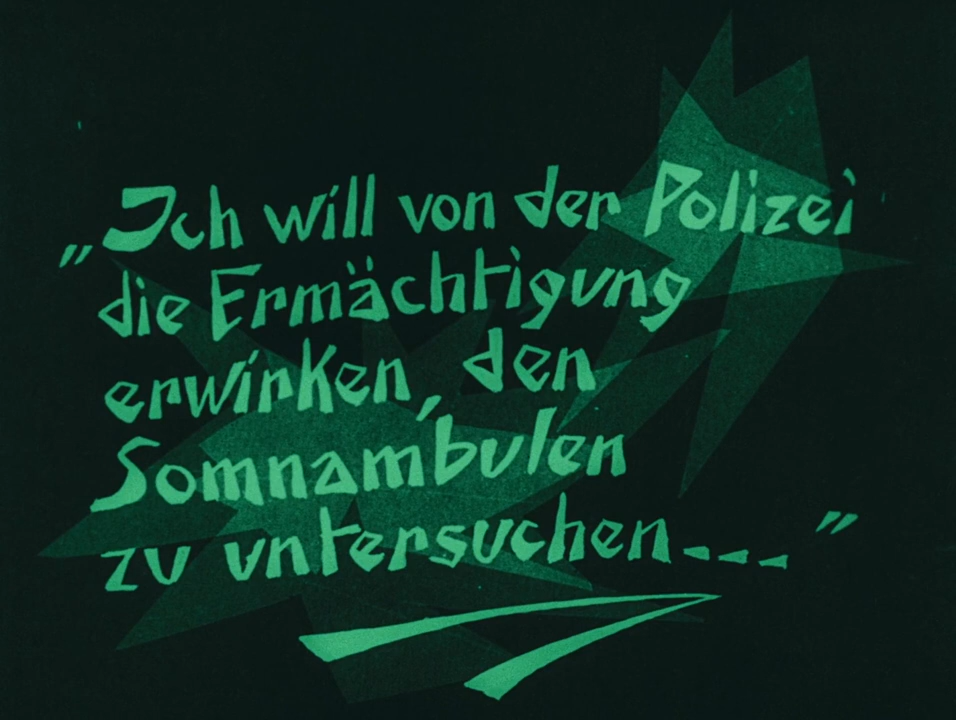 „Ich will von der Polizei
die Ermächtigung
erwirken, den
Somnambulen
zu untersuchen---"